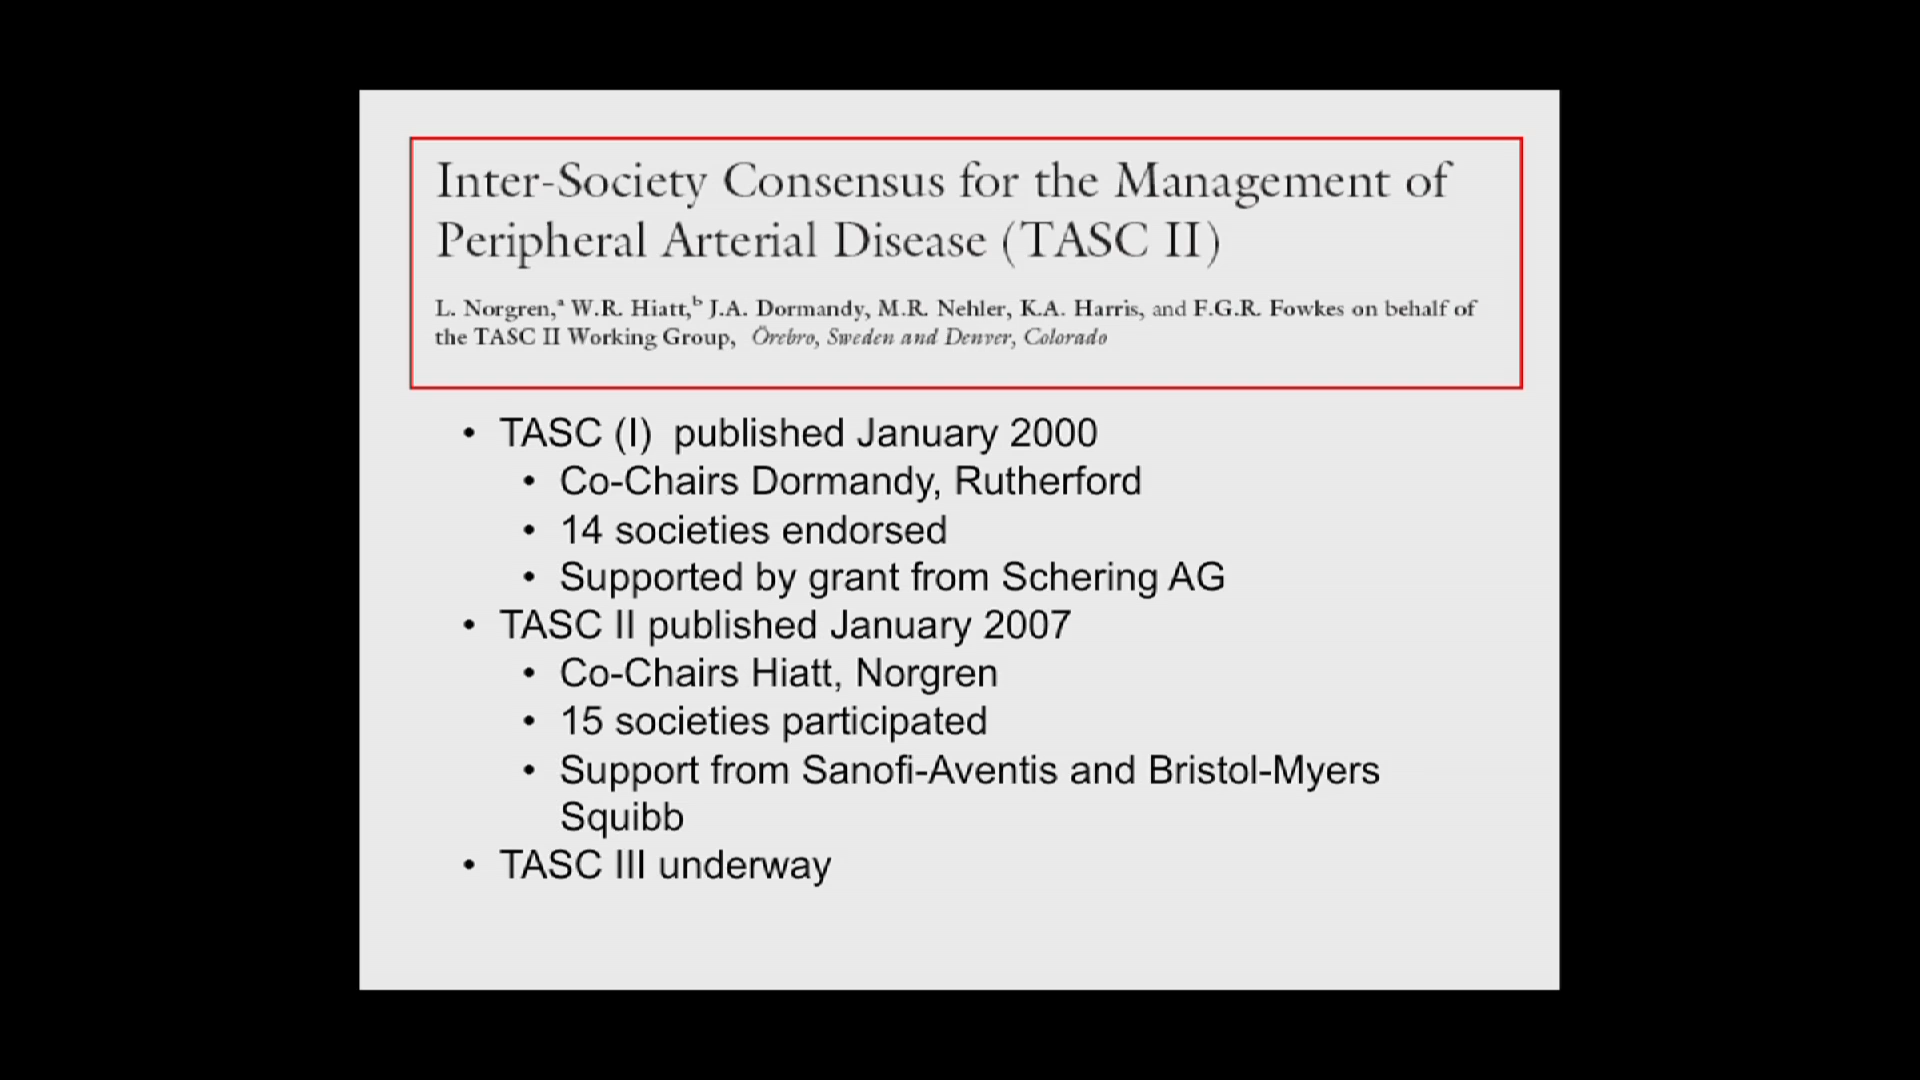 Inter-Society Consensus for the Management of
Peripheral Arterial Disease (TASC II)
L. Norgren,ᵃ W.R. Hiatt,ᵇ J.A. Dormandy, M.R. Nehler, K.A. Harris, and F.G.R. Fowkes on behalf of
the TASC II Working Group, Örebro, Sweden and Denver, Colorado
• TASC (I) published January 2000
• Co-Chairs Dormandy, Rutherford
• 14 societies endorsed
• Supported by grant from Schering AG
• TASC II published January 2007
• Co-Chairs Hiatt, Norgren
• 15 societies participated
• Support from Sanofi-Aventis and Bristol-Myers
Squibb
• TASC III underway